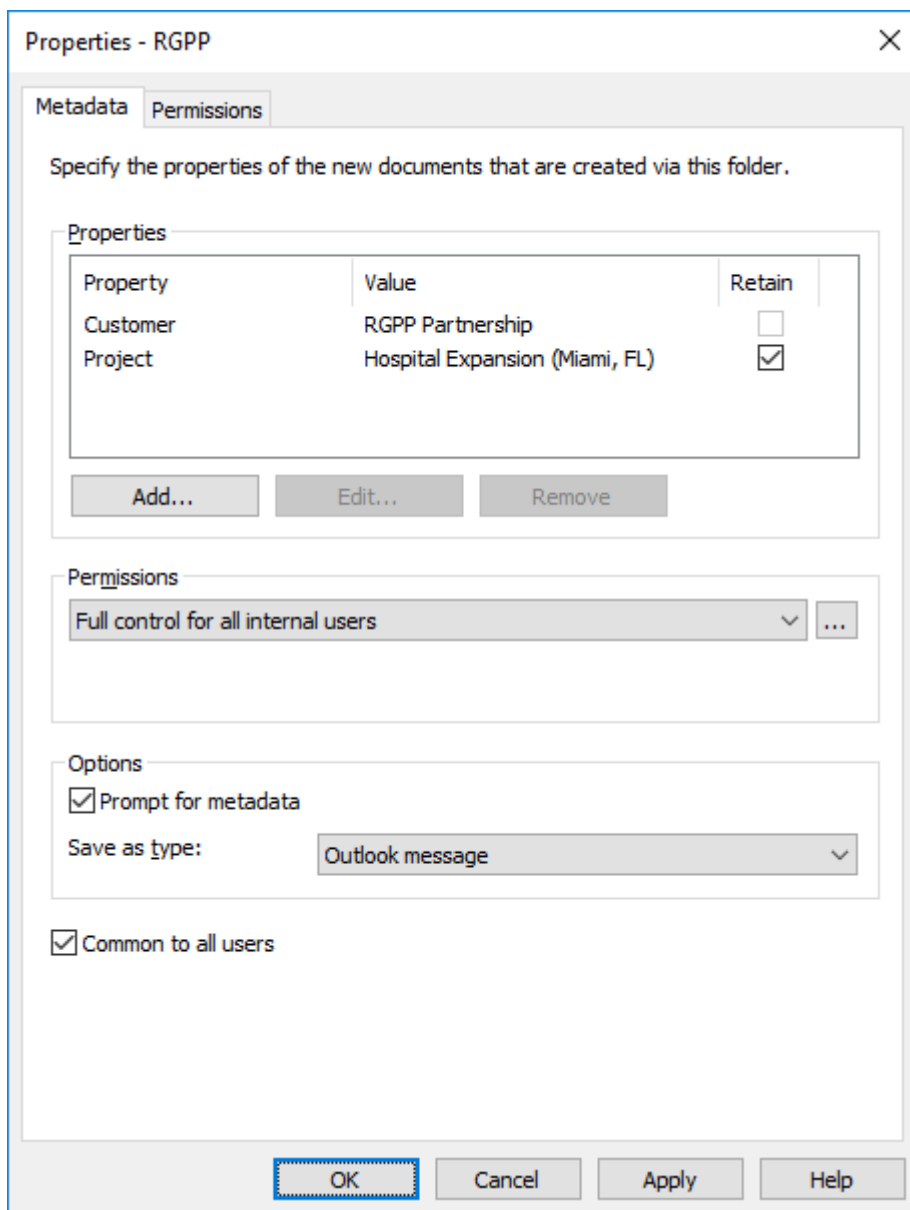 Properties - RGPP
Metadata Permissions
Specify the properties of the new documents that are created via this folder.
Properties
Property Value Retain
Customer RGPP Partnership
Project Hospital Expansion (Miami, FL)
Add... Edit... Remove
Permissions
Full control for all internal users ...
Options
Prompt for metadata
Save as type: Outlook message
Common to all users
OK Cancel Apply Help